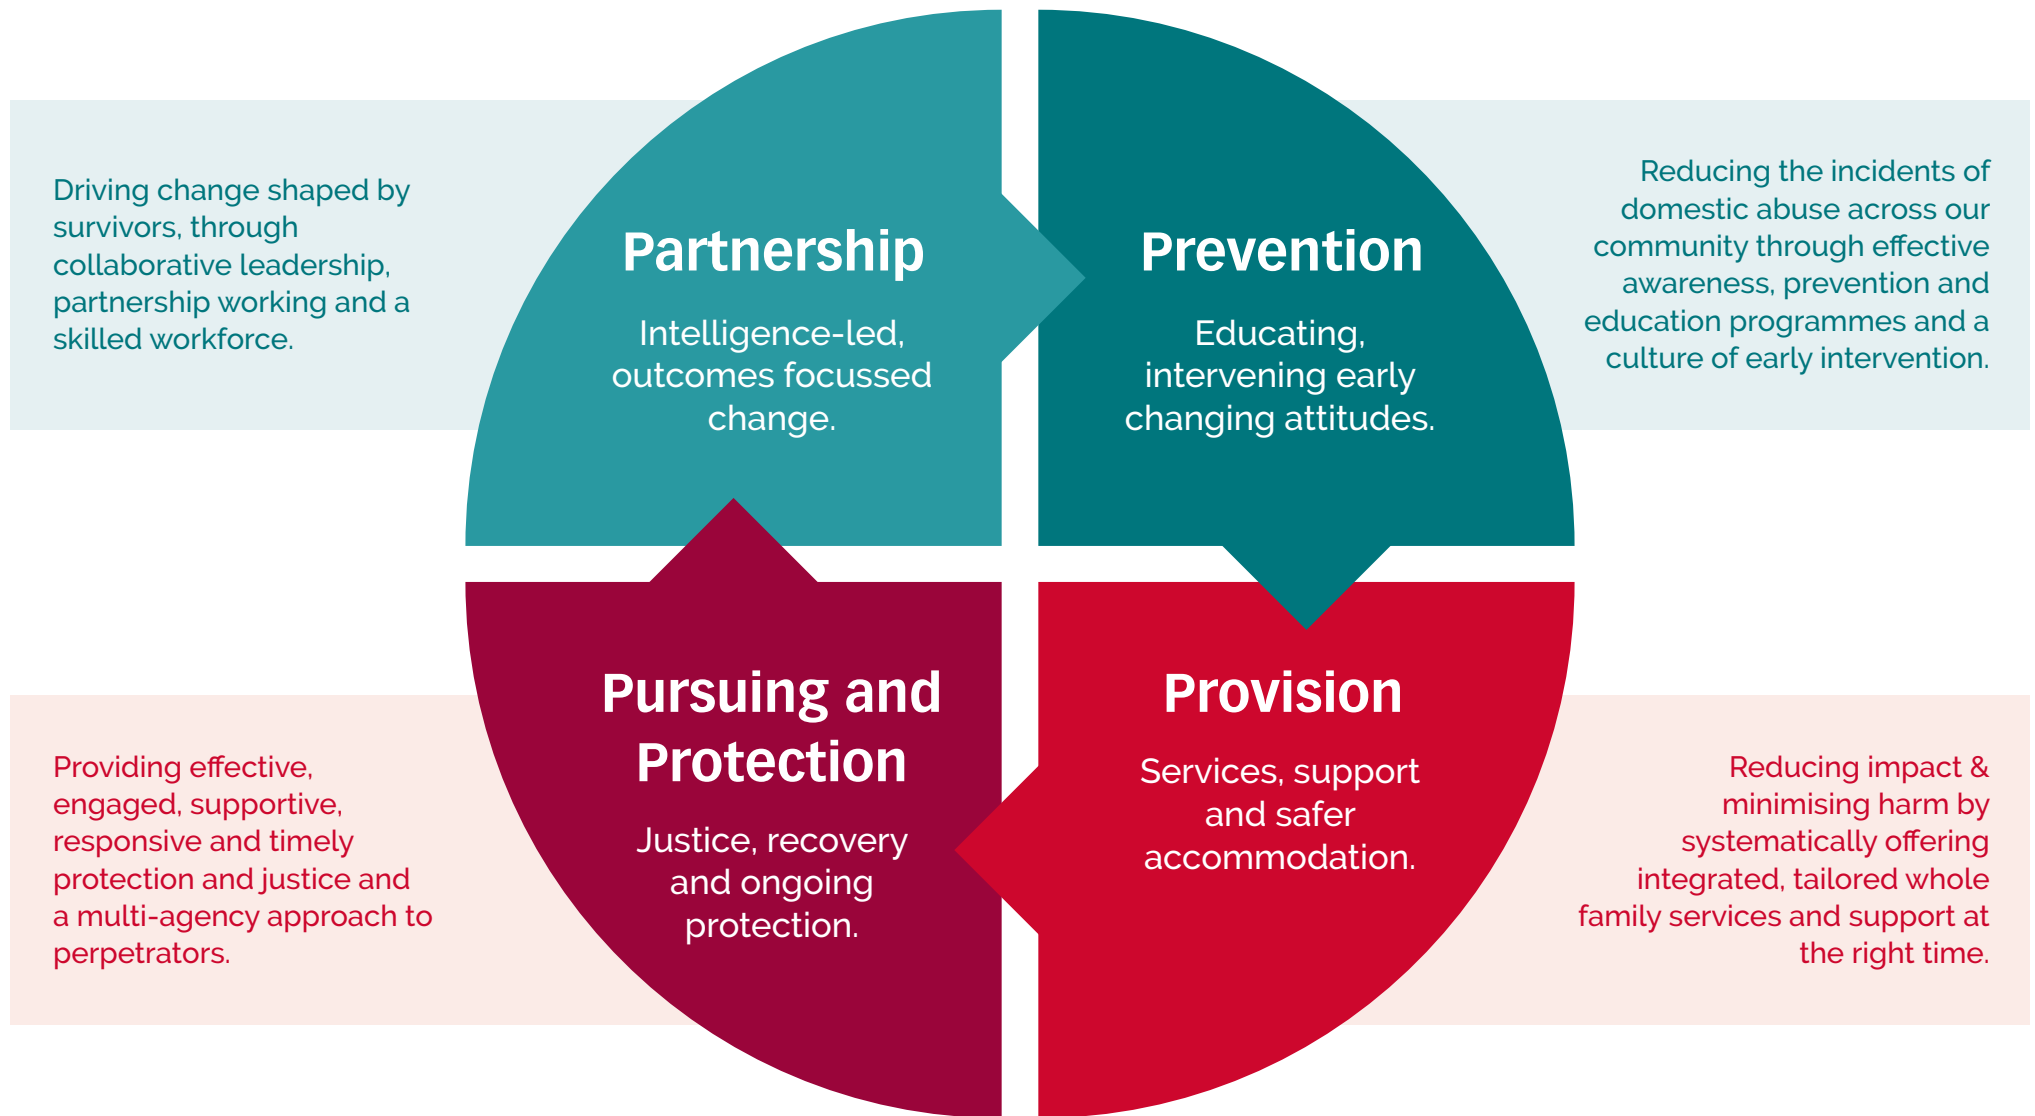 Driving change shaped by
survivors, through
collaborative leadership,
partnership working and a
skilled workforce.
Partnership
Intelligence-led,
outcomes focussed
change.
Prevention
Educating,
intervening early
changing attitudes.
Reducing the incidents of
domestic abuse across our
community through effective
awareness, prevention and
education programmes and a
culture of early intervention.
Providing effective,
engaged, supportive,
responsive and timely
protection and justice and
a multi-agency approach to
perpetrators.
Pursuing and
Protection
Justice, recovery
and ongoing
protection.
Provision
Services, support
and safer
accommodation.
Reducing impact &
minimising harm by
systematically offering
integrated, tailored whole
family services and support at
the right time.